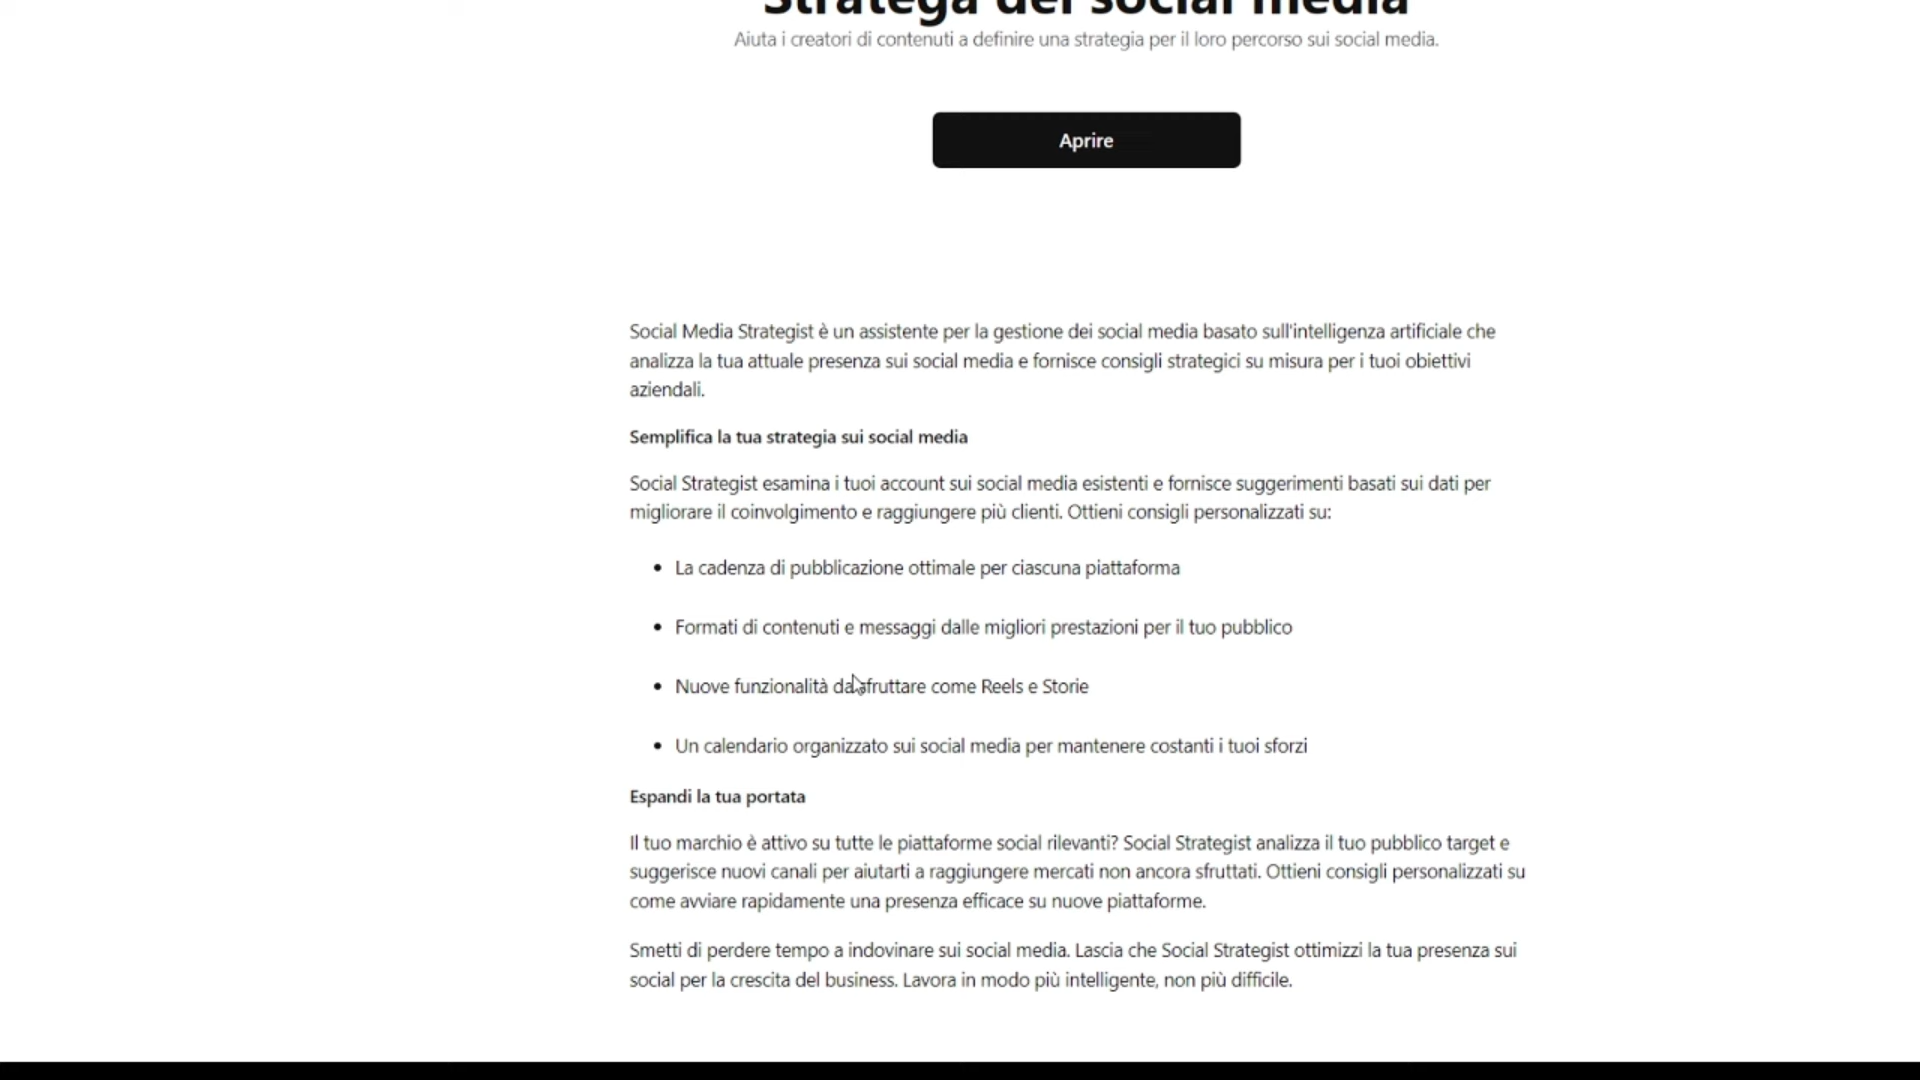 Stratega dei social media
Aiuta i creatori di contenuti a definire una strategia per il loro percorso sui social media.
Aprire
Social Media Strategist è un assistente per la gestione dei social media basato sull'intelligenza artificiale che
analizza la tua attuale presenza sui social media e fornisce consigli strategici su misura per i tuoi obiettivi
aziendali.
Semplifica la tua strategia sui social media
Social Strategist esamina i tuoi account sui social media esistenti e fornisce suggerimenti basati sui dati per
migliorare il coinvolgimento e raggiungere più clienti. Ottieni consigli personalizzati su:
• La cadenza di pubblicazione ottimale per ciascuna piattaforma
• Formati di contenuti e messaggi dalle migliori prestazioni per il tuo pubblico
• Nuove funzionalità da sfruttare come Reels e Storie
• Un calendario organizzato sui social media per mantenere costanti i tuoi sforzi
Espandi la tua portata
Il tuo marchio è attivo su tutte le piattaforme social rilevanti? Social Strategist analizza il tuo pubblico target e
suggerisce nuovi canali per aiutarti a raggiungere mercati non ancora sfruttati. Ottieni consigli personalizzati su
come avviare rapidamente una presenza efficace su nuove piattaforme.
Smetti di perdere tempo a indovinare sui social media. Lascia che Social Strategist ottimizzi la tua presenza sui
social per la crescita del business. Lavora in modo più intelligente, non più difficile.